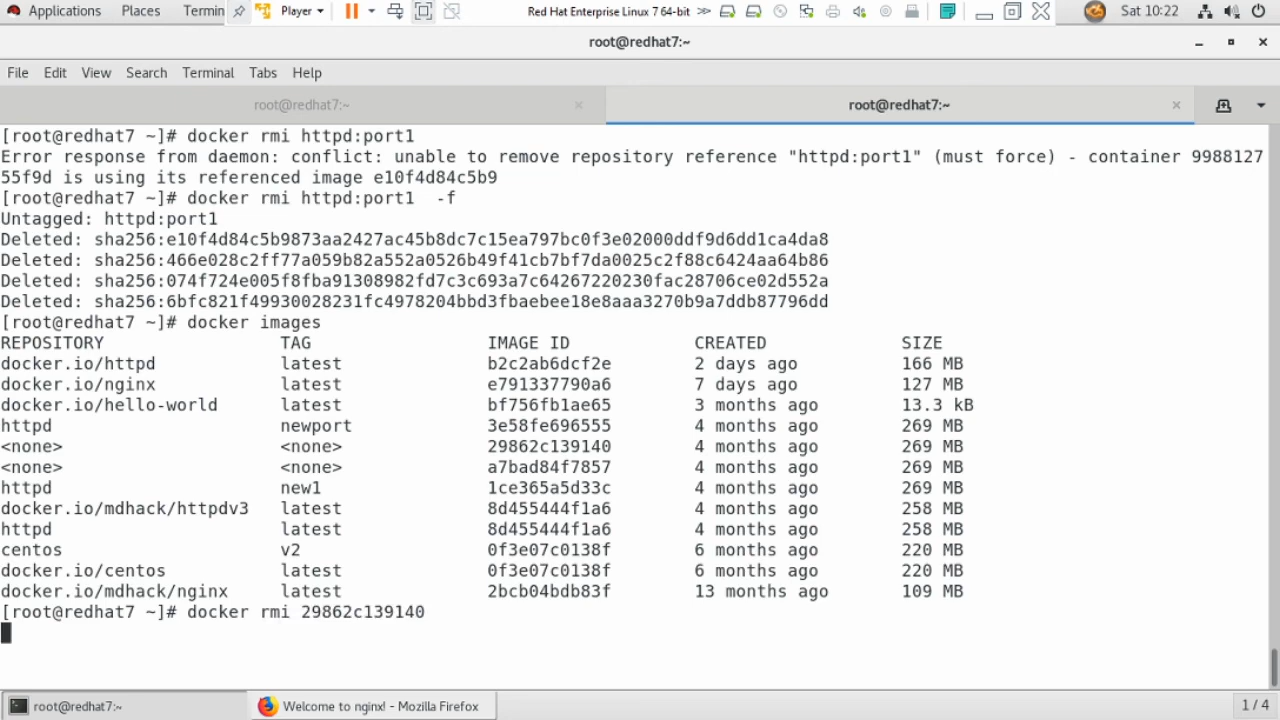 Applications Places Termin Player Red Hat Enterprise Linux 7 64-bit Sat 10:22
root@redhat7:~
File Edit View Search Terminal Tabs Help
root@redhat7:~ root@redhat7:~
[root@redhat7 ~]# docker rmi httpd:port1
Error response from daemon: conflict: unable to remove repository reference "httpd:port1" (must force) - container 9988127
55f9d is using its referenced image e10f4d84c5b9
[root@redhat7 ~]# docker rmi httpd:port1  -f
Untagged: httpd:port1
Deleted: sha256:e10f4d84c5b9873aa2427ac45b8dc7c15ea797bc0f3e02000ddf9d6dd1ca4da8
Deleted: sha256:466e028c2ff77a059b82a552a0526b49f41cb7bf7da0025c2f88c6424aa64b86
Deleted: sha256:074f724e005f8fba91308982fd7c3c693a7c64267220230fac28706ce02d552a
Deleted: sha256:6bfc821f49930028231fc4978204bbd3fbaebee18e8aaa3270b9a7ddb87796dd
[root@redhat7 ~]# docker images
REPOSITORY TAG IMAGE ID CREATED SIZE
docker.io/httpd latest b2c2ab6dcf2e 2 days ago 166 MB
docker.io/nginx latest e791337790a6 7 days ago 127 MB
docker.io/hello-world latest bf756fb1ae65 3 months ago 13.3 kB
httpd newport 3e58fe696555 4 months ago 269 MB
<none> <none> 29862c139140 4 months ago 269 MB
<none> <none> a7bad84f7857 4 months ago 269 MB
httpd new1 1ce365a5d33c 4 months ago 269 MB
docker.io/mdhack/httpdv3 latest 8d455444f1a6 4 months ago 258 MB
httpd latest 8d455444f1a6 4 months ago 258 MB
centos v2 0f3e07c0138f 6 months ago 220 MB
docker.io/centos latest 0f3e07c0138f 6 months ago 220 MB
docker.io/mdhack/nginx latest 2bcb04bdb83f 13 months ago 109 MB
[root@redhat7 ~]# docker rmi 29862c139140
root@redhat7:~ Welcome to nginx! - Mozilla Firefox 1 / 4